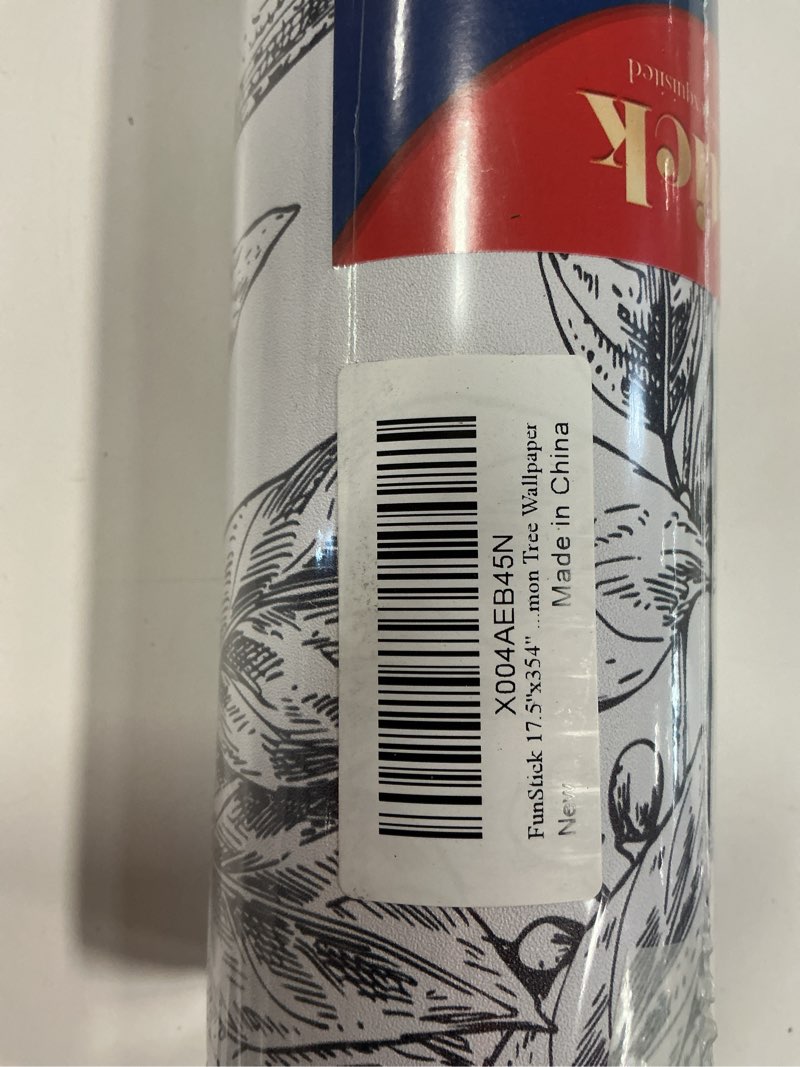 X004AEB45N
FunStick 17.5"x354" ...mon Tree Wallpaper
New
Made in China